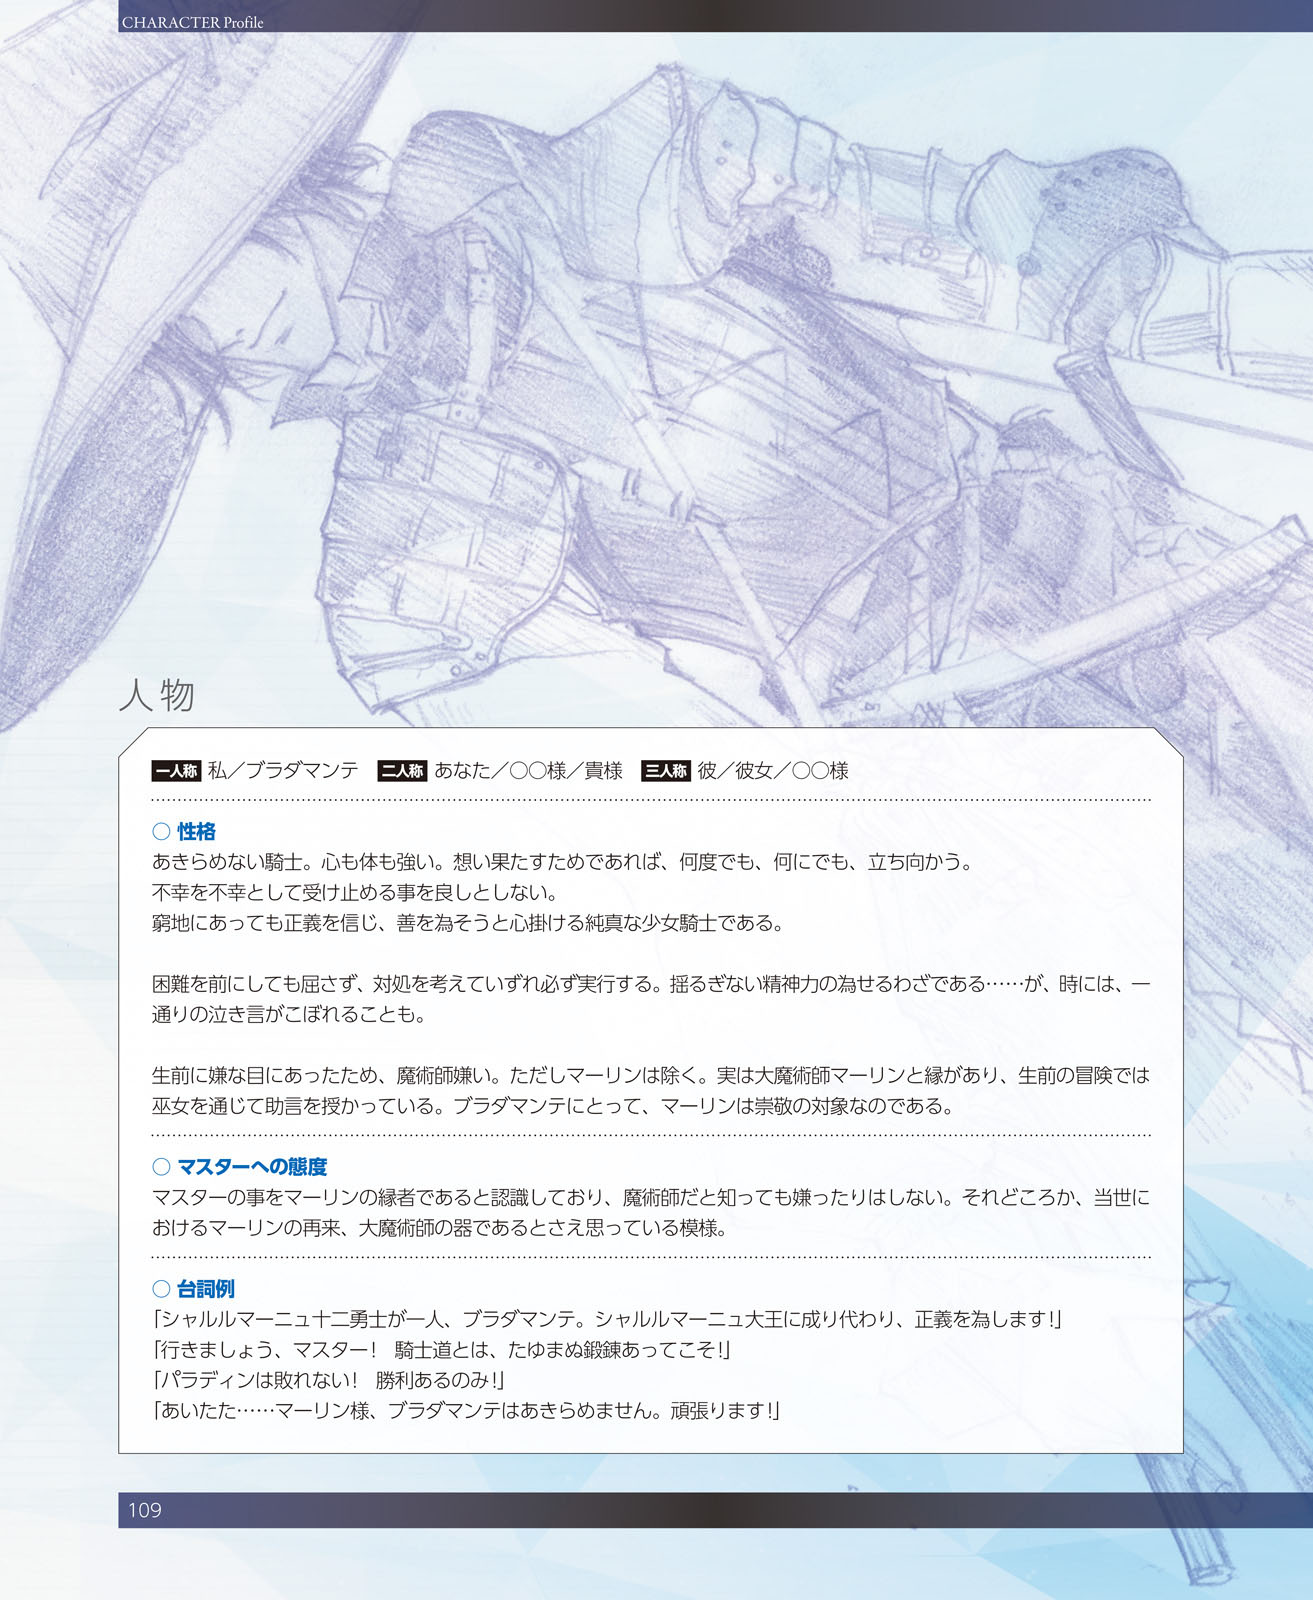 CHARACTER Profile
人物
一人称 私／ブラダマンテ 二人称 あなた／○○様／貴様 三人称 彼／彼女／○○様
○ 性格
あきらめない騎士。心も体も強い。想い果たすためであれば、何度でも、何にでも、立ち向かう。
不幸を不幸として受け止める事を良しとしない。
窮地にあっても正義を信じ、善を為そうと心掛ける純真な少女騎士である。
困難を前にしても屈さず、対処を考えていずれ必ず実行する。揺るぎない精神力の為せるわざである……が、時には、一
通りの泣き言がこぼれることも。
生前に嫌な目にあったため、魔術師嫌い。ただしマーリンは除く。実は大魔術師マーリンと縁があり、生前の冒険では
巫女を通じて助言を授かっている。ブラダマンテにとって、マーリンは崇敬の対象なのである。
○ マスターへの態度
マスターの事をマーリンの縁者であると認識しており、魔術師だと知っても嫌ったりはしない。それどころか、当世に
おけるマーリンの再来、大魔術師の器であるとさえ思っている模様。
○ 台詞例
「シャルルマーニュ十二勇士が一人、ブラダマンテ。シャルルマーニュ大王に成り代わり、正義を為します！」
「行きましょう、マスター！　騎士道とは、たゆまぬ鍛錬あってこそ！」
「パラディンは敗れない！　勝利あるのみ！」
「あいたた……マーリン様、ブラダマンテはあきらめません。頑張ります！」
109